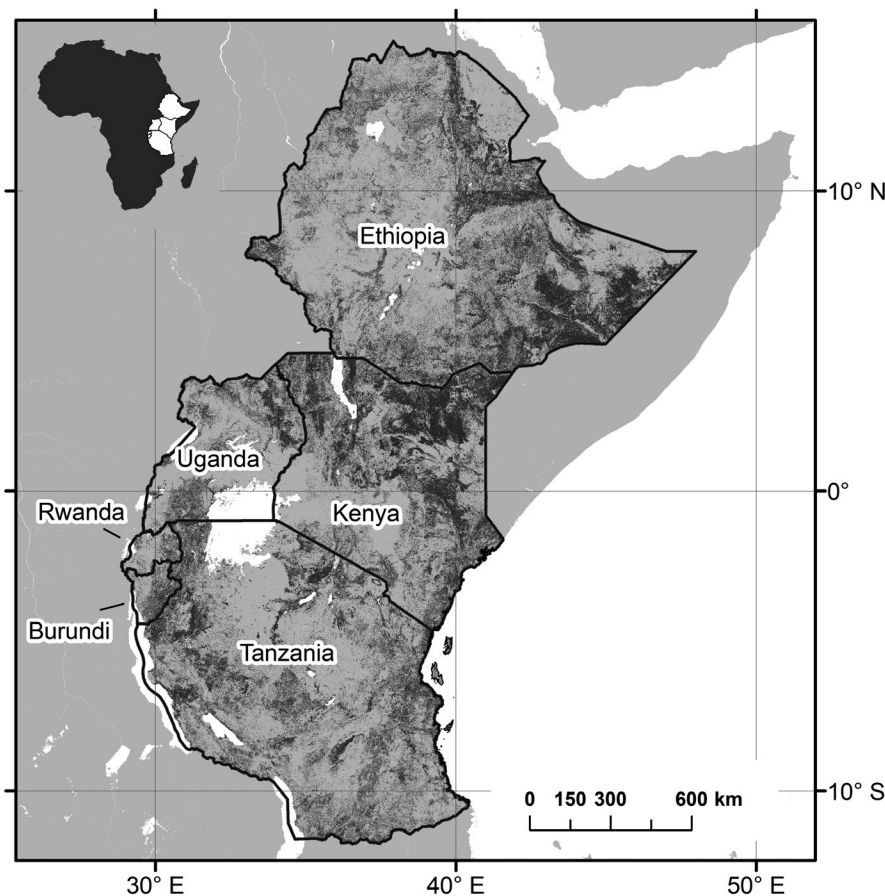 10° N
Ethiopia
Uganda
0°
Rwanda
Kenya
Burundi
Tanzania
0 150 300 600 km
10° S
30° E 40° E 50° E